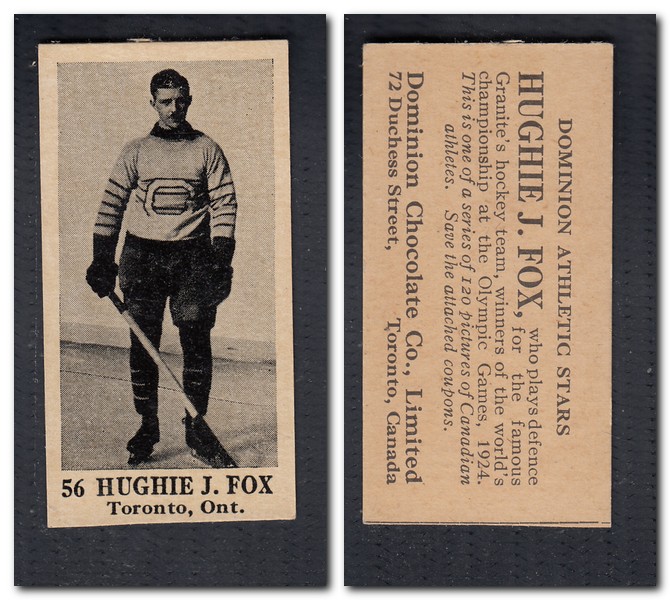 C
56 HUGHIE J. FOX
Toronto, Ont.
DOMINION ATHLETIC STARS
HUGHIE J. FOX, who plays defence
for the famous
Granite's hockey team, winners of the world's
championship at the Olympic Games, 1924.
This is one of a series of 120 pictures of Canadian
athletes. Save the attached coupons.
Dominion Chocolate Co., Limited
72 Duchess Street, Toronto, Canada